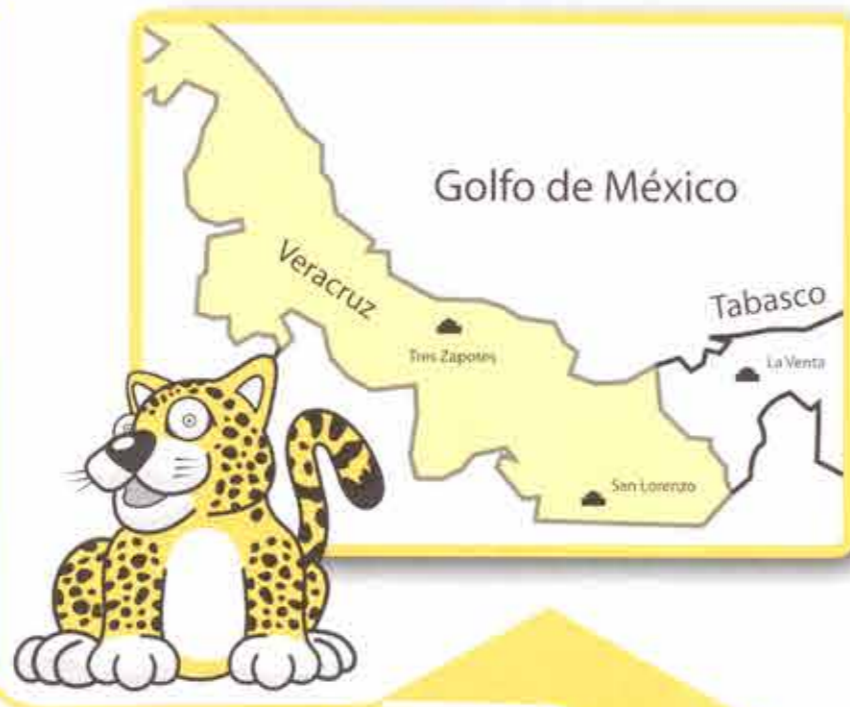 Golfo de México
Veracruz
Tabasco
Tres Zapotes
La Venta
San Lorenzo